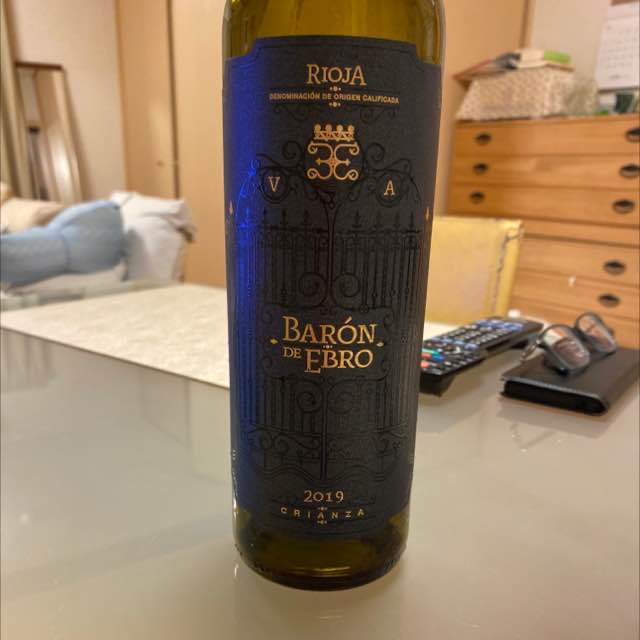 RIOJA
DENOMINACIÓN DE ORIGEN CALIFICADA
V A
BARÓN
DE EBRO
2019
CRIANZA